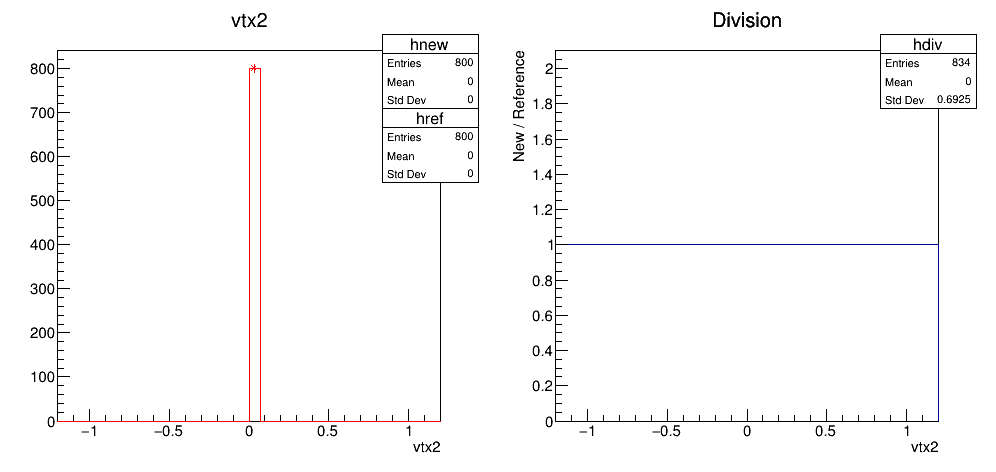 vtx2
hnew
Entries 800
Mean 0
Std Dev 0
href
Entries 800
Mean 0
Std Dev 0
800
700
600
500
400
300
200
100
0
−1 −0.5 0 0.5 1
vtx2
Division
hdiv
Entries 834
Mean 0
Std Dev 0.6925
New / Reference
2
1.8
1.6
1.4
1.2
1
0.8
0.6
0.4
0.2
0
−1 −0.5 0 0.5 1
vtx2